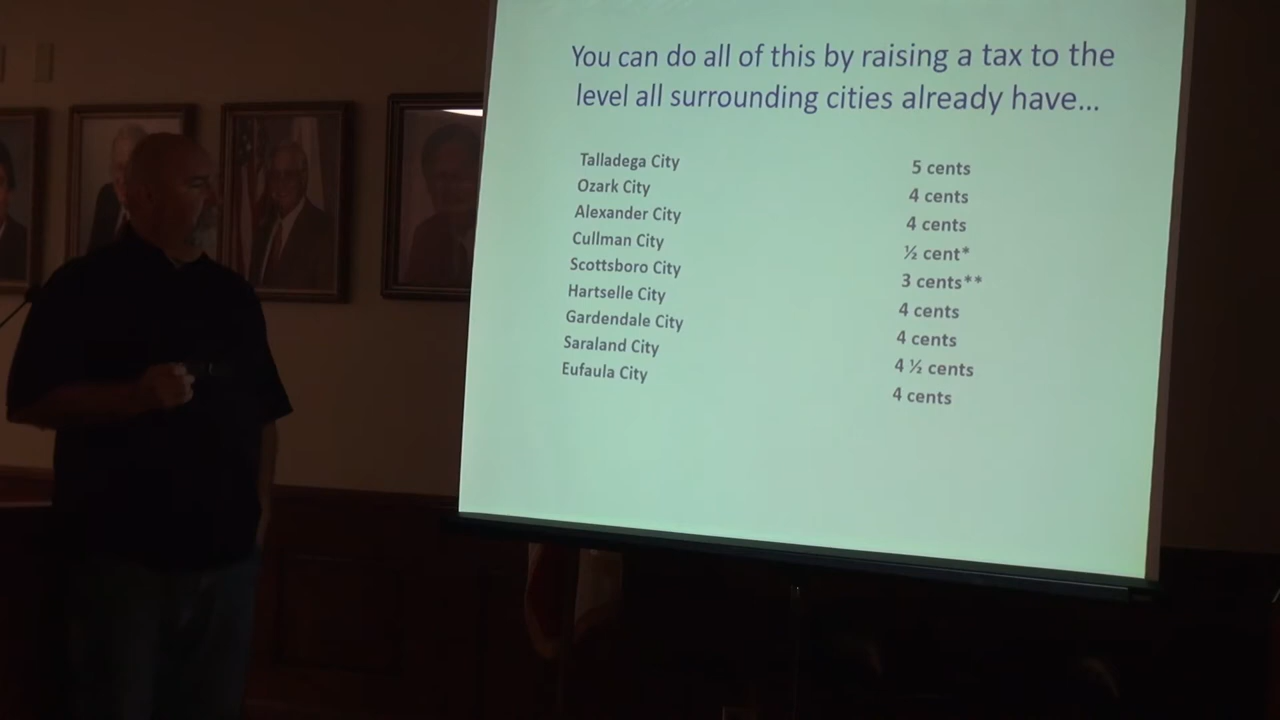 You can do all of this by raising a tax to the
level all surrounding cities already have...
Talladega City 5 cents
Ozark City 4 cents
Alexander City 4 cents
Cullman City ½ cent*
Scottsboro City 3 cents**
Hartselle City 4 cents
Gardendale City 4 cents
Saraland City 4 ½ cents
Eufaula City 4 cents